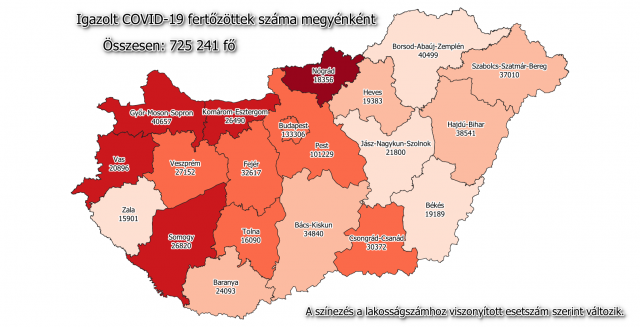 Igazolt COVID-19 fertőzöttek száma megyénként
Összesen: 725 241 fő
Borsod-Abaúj-Zemplén
40499
Szabolcs-Szatmár-Bereg
37010
Nógrád
18356
Heves
19383
Győr-Moson-Sopron
40657
Komárom-Esztergom
26490
Budapest
133306
Hajdú-Bihar
38541
Pest
101229
Jász-Nagykun-Szolnok
21800
Vas
20896
Veszprém
27152
Fejér
32617
Békés
19189
Zala
15901
Somogy
26820
Tolna
16090
Bács-Kiskun
34840
Csongrád-Csanád
30372
Baranya
24093
A színezés a lakosságszámhoz viszonyított esetszám szerint változik.